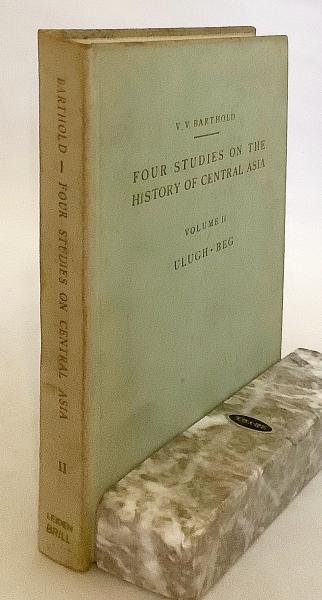 V. V. BARTHOLD
FOUR STUDIES ON THE
HISTORY OF CENTRAL ASIA
VOLUME II
ULUGH-BEG
BARTHOLD — FOUR STUDIES ON CENTRAL ASIA
II
LEIDEN
BRILL